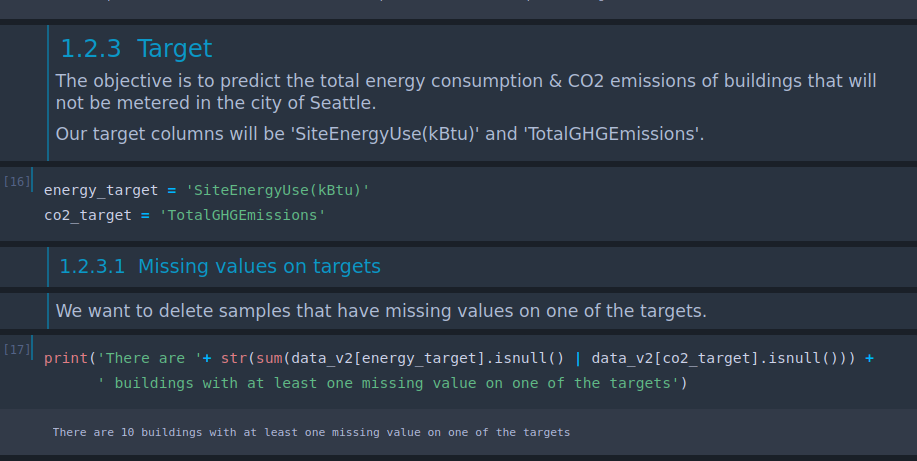 1.2.3 Target
The objective is to predict the total energy consumption & CO2 emissions of buildings that will
not be metered in the city of Seattle.
Our target columns will be 'SiteEnergyUse(kBtu)' and 'TotalGHGEmissions'.
[16]
energy_target = 'SiteEnergyUse(kBtu)'
co2_target = 'TotalGHGEmissions'
1.2.3.1 Missing values on targets
We want to delete samples that have missing values on one of the targets.
[17]
print('There are '+ str(sum(data_v2[energy_target].isnull() | data_v2[co2_target].isnull())) +
' buildings with at least one missing value on one of the targets')
There are 10 buildings with at least one missing value on one of the targets